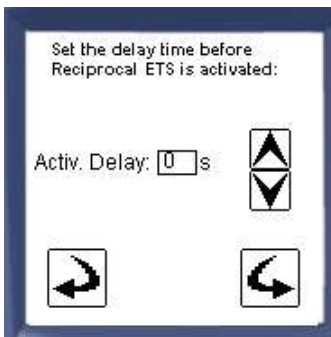 Set the delay time before
Reciprocal ETS is activated:
Activ. Delay: 0 s